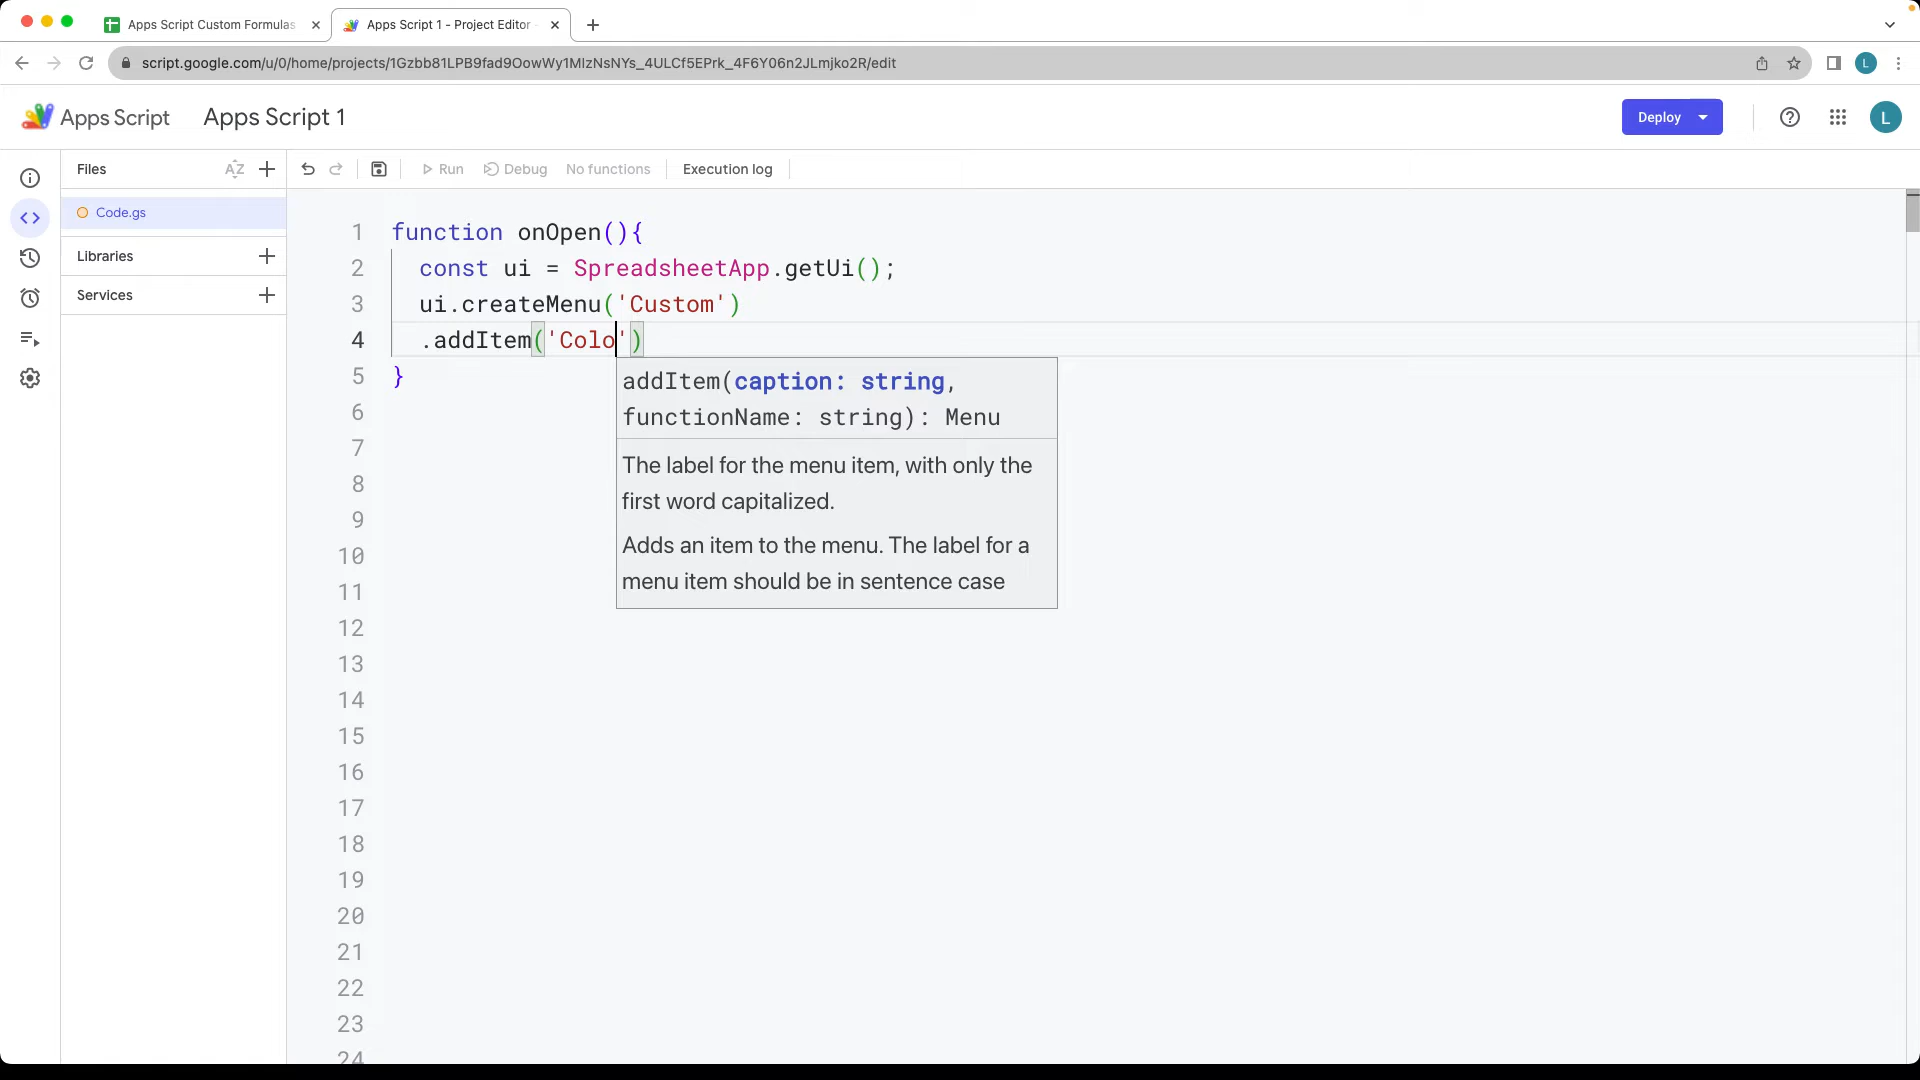 Apps Script Custom Formulas
Apps Script 1 - Project Editor -
script.google.com/u/0/home/projects/1Gzbb81LPB9fad9OowWy1MIzNsNYs_4ULCf5EPrk_4F6Y06n2JLmjko2R/edit
L
Apps Script
Apps Script 1
Deploy
L
Files
AZ
Run
Debug
No functions
Execution log
Code.gs
Libraries
Services
1 function onOpen(){
2 const ui = SpreadsheetApp.getUi();
3 ui.createMenu('Custom')
4 .addItem('Colo')
5 }
addItem(caption: string,
functionName: string): Menu
The label for the menu item, with only the
first word capitalized.
Adds an item to the menu. The label for a
menu item should be in sentence case
6
7
8
9
10
11
12
13
14
15
16
17
18
19
20
21
22
23
24